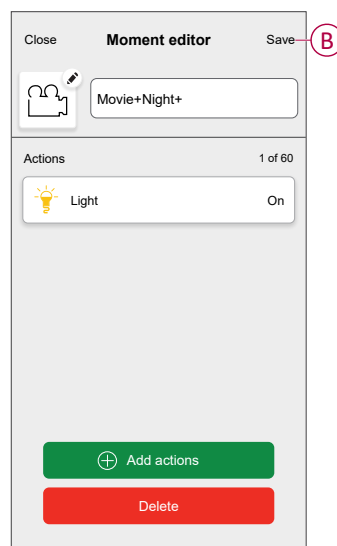 Close Moment editor Save B
Movie+Night+
Actions 1 of 60
Light On
Add actions
Delete